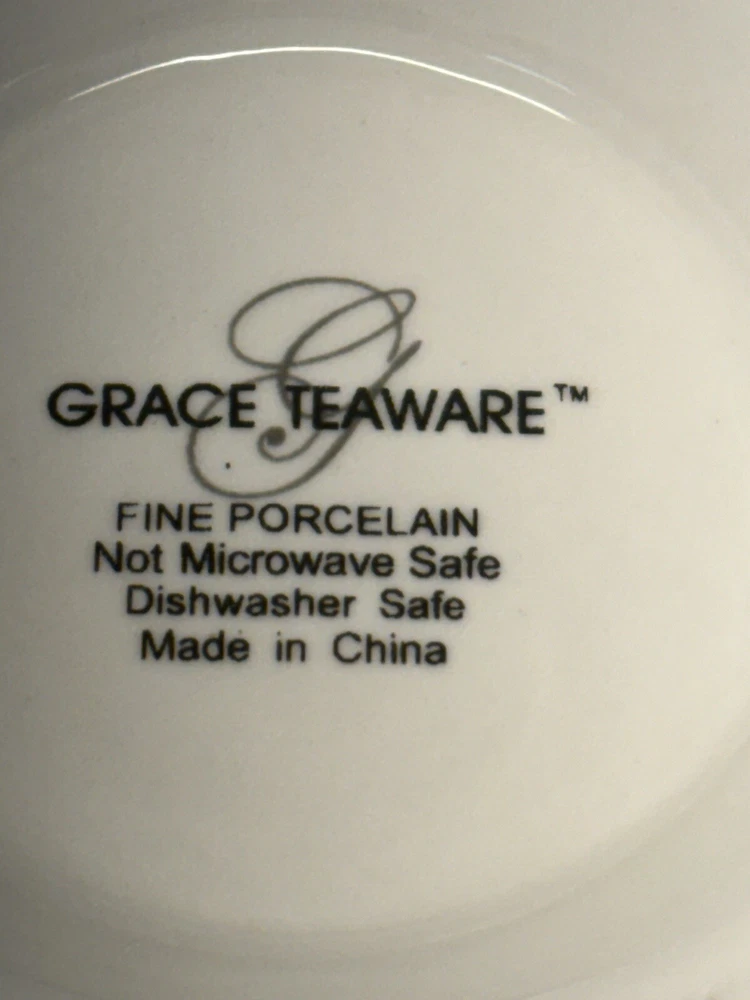 G
GRACE TEAWARE™
FINE PORCELAIN
Not Microwave Safe
Dishwasher Safe
Made in China